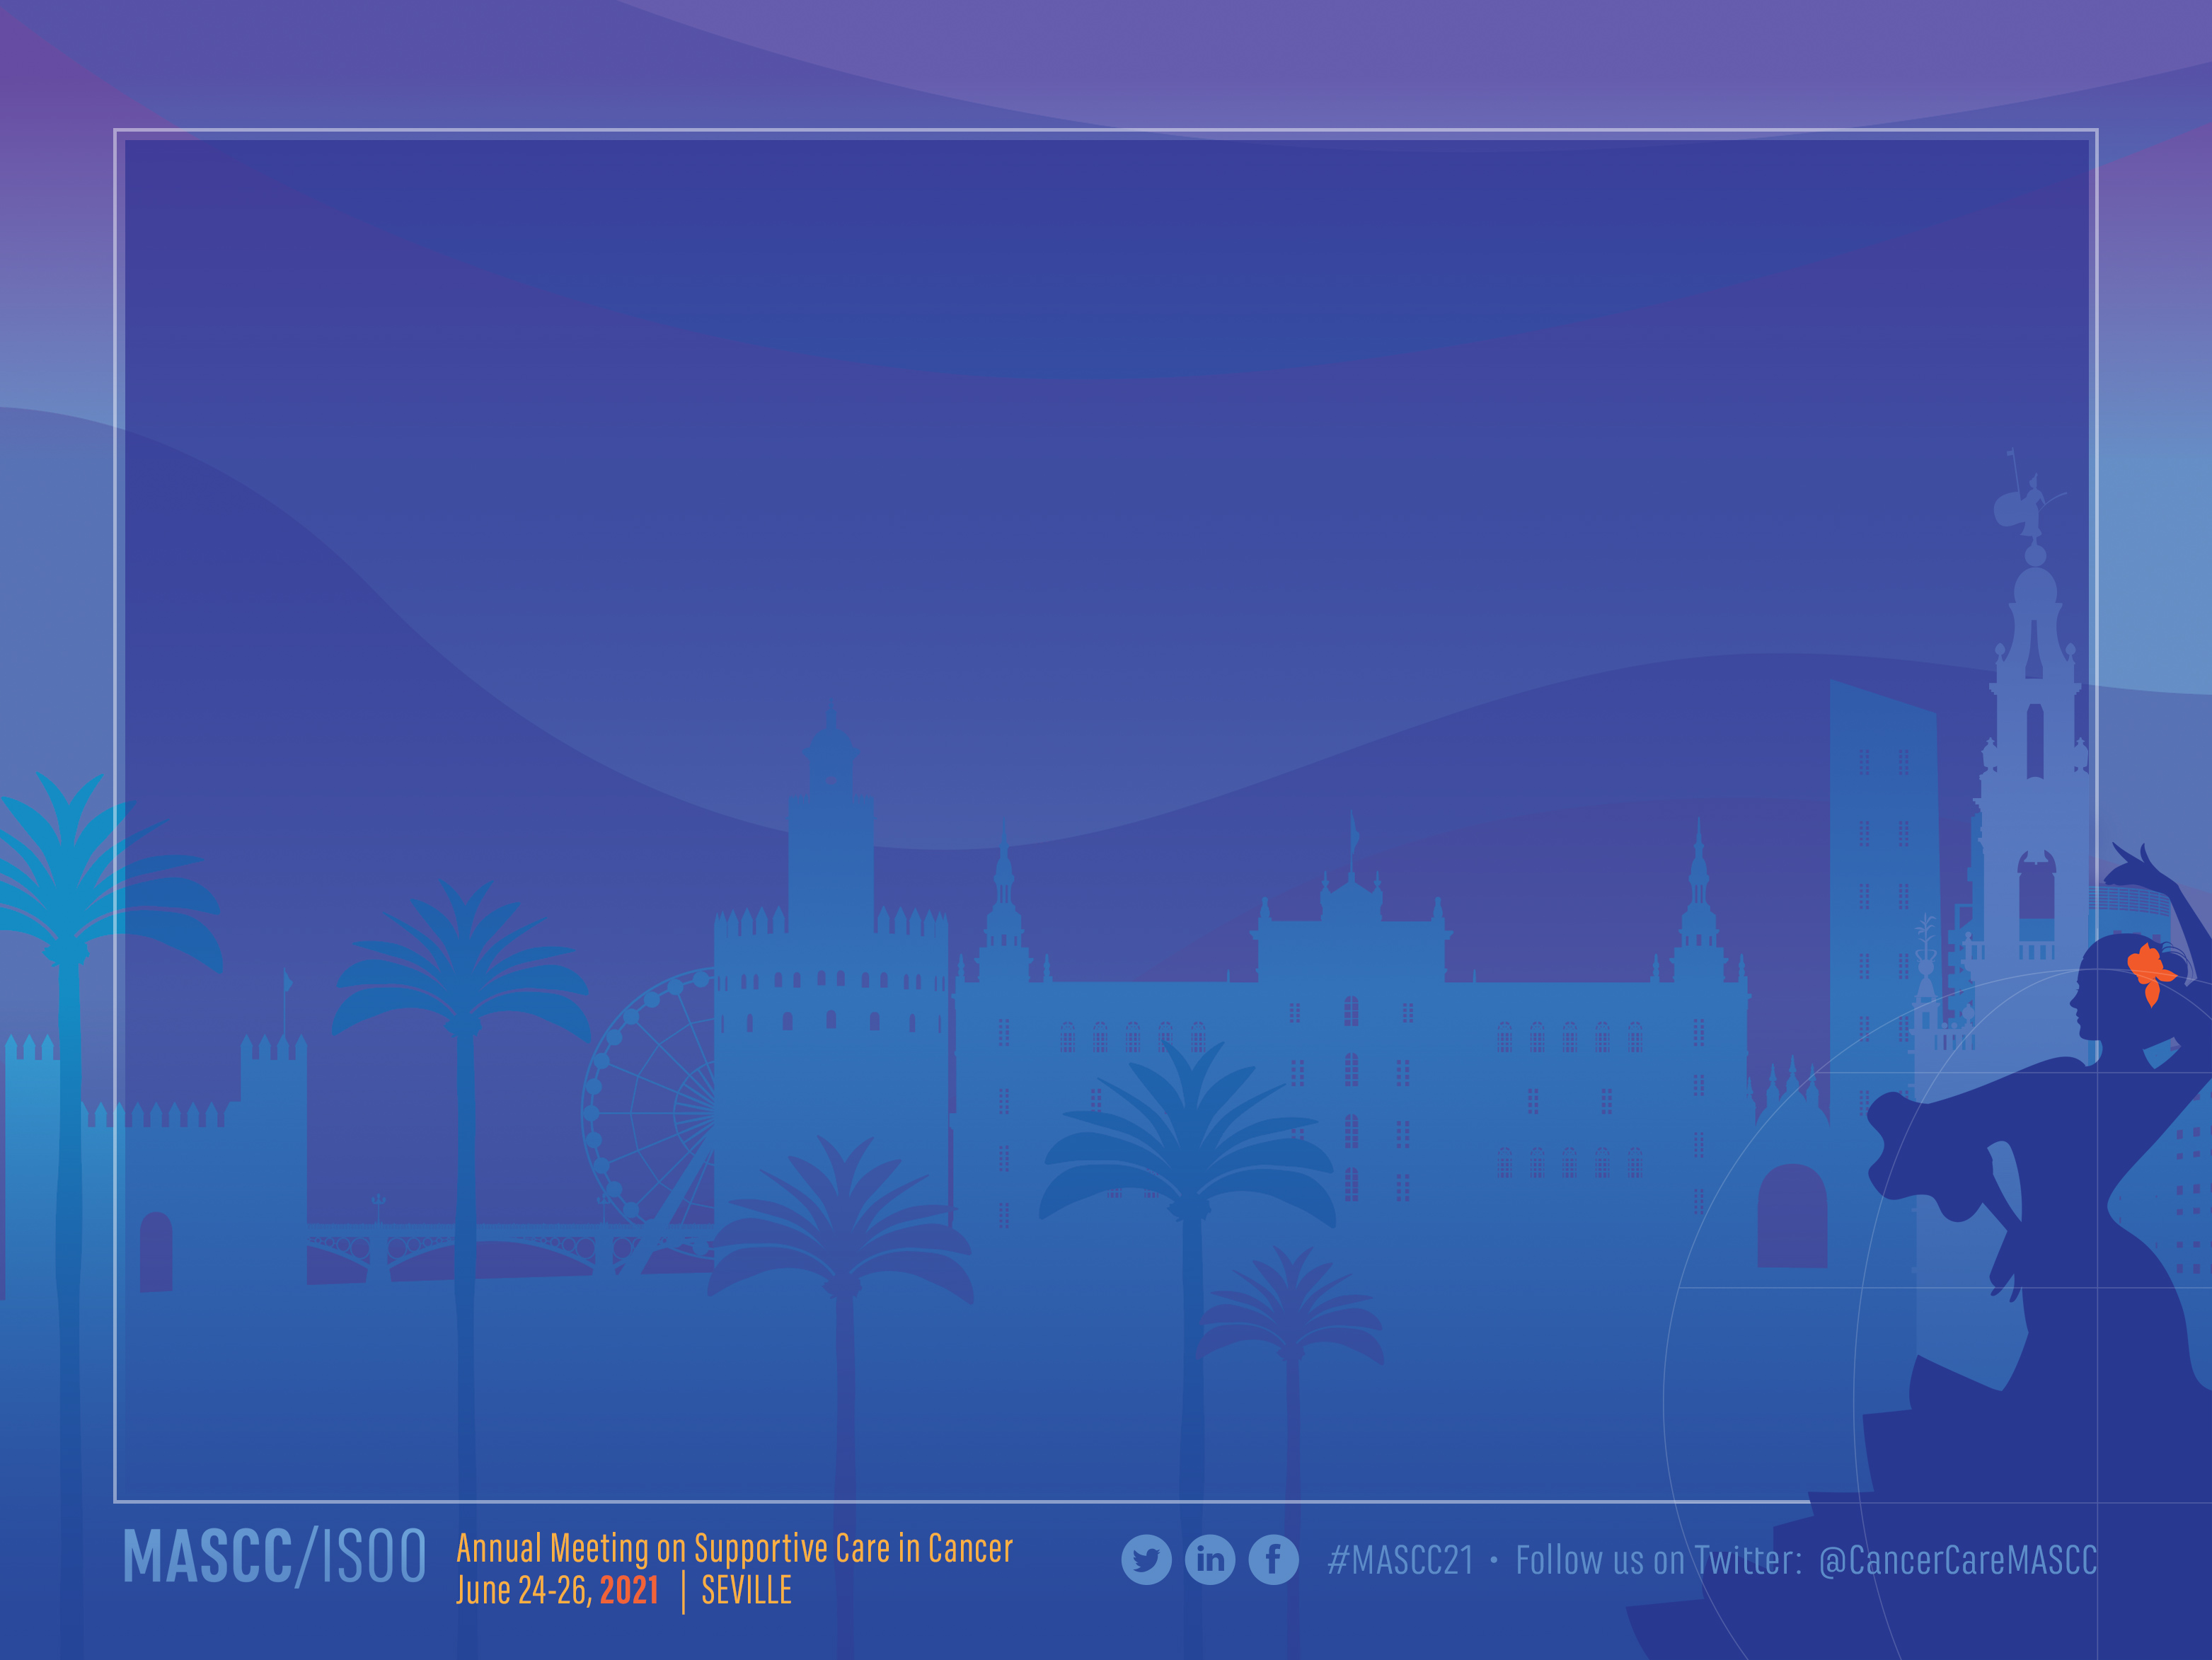 MASCC/ISOO
Annual Meeting on Supportive Care in Cancer
June 24-26, 2021 | SEVILLE
#MASCC21 • Follow us on Twitter: @CancerCareMASCC